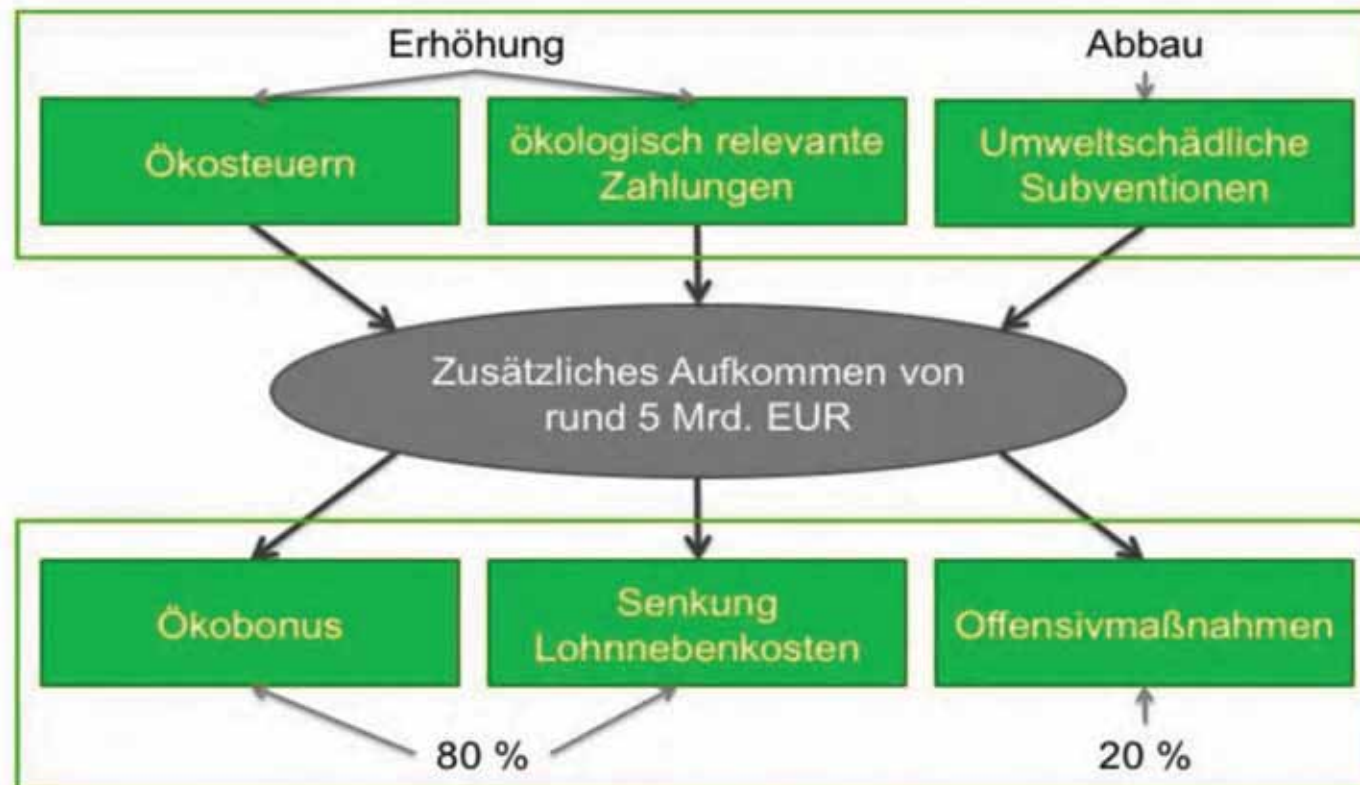 Erhöhung
Abbau
Ökosteuern
ökologisch relevante
Zahlungen
Umweltschädliche
Subventionen
Zusätzliches Aufkommen von
rund 5 Mrd. EUR
Ökobonus
Senkung
Lohnnebenkosten
Offensivmaßnahmen
80 %
20 %